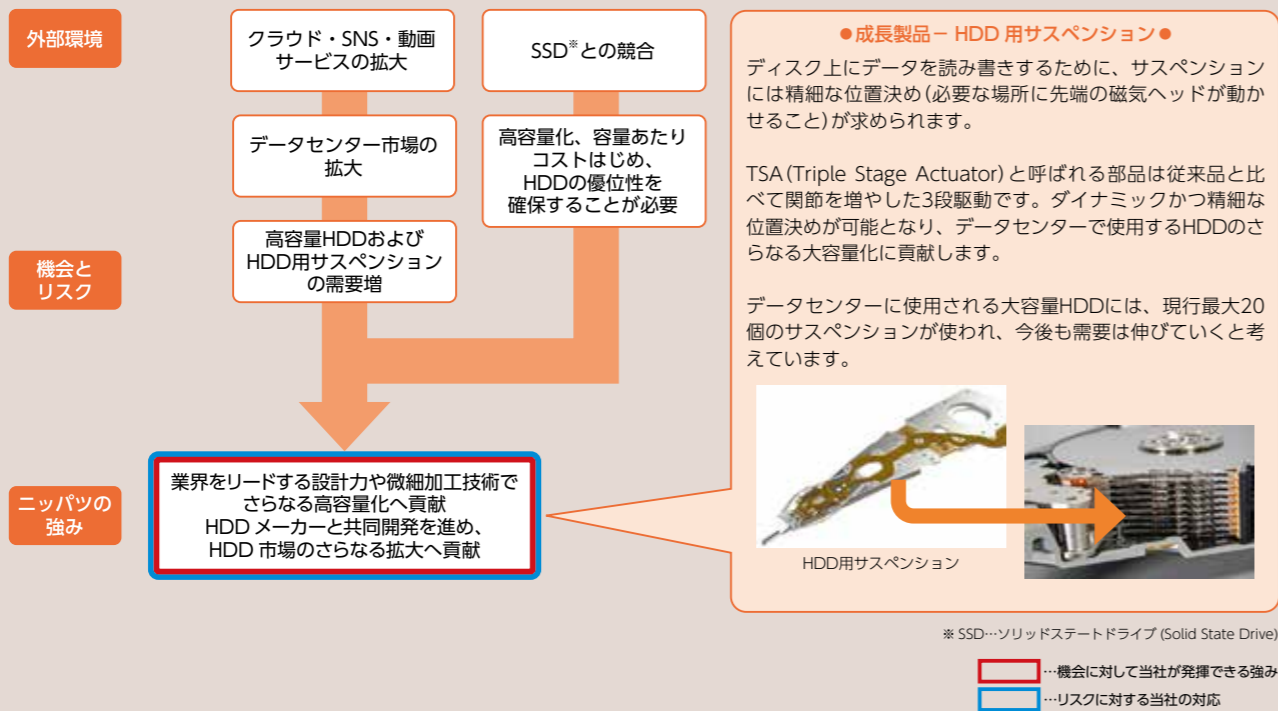 外部環境
クラウド・SNS・動画
サービスの拡大
SSD※との競合
データセンター市場の
拡大
高容量化、容量あたり
コストはじめ、
HDDの優位性を
確保することが必要
機会と
リスク
高容量HDDおよび
HDD用サスペンション
の需要増
ニッパツの
強み
業界をリードする設計力や微細加工技術で
さらなる高容量化へ貢献
HDD メーカーと共同開発を進め、
HDD 市場のさらなる拡大へ貢献
●成長製品－ HDD 用サスペンション●
ディスク上にデータを読み書きするために、サスペンション
には精細な位置決め(必要な場所に先端の磁気ヘッドが動か
せること)が求められます。
TSA(Triple Stage Actuator)と呼ばれる部品は従来品と比
べて関節を増やした3段駆動です。ダイナミックかつ精細な
位置決めが可能となり、データセンターで使用するHDDのさ
らなる大容量化に貢献します。
データセンターに使用される大容量HDDには、現行最大20
個のサスペンションが使われ、今後も需要は伸びていくと考
えています。
HDD用サスペンション
※ SSD…ソリッドステートドライブ (Solid State Drive)
…機会に対して当社が発揮できる強み
…リスクに対する当社の対応